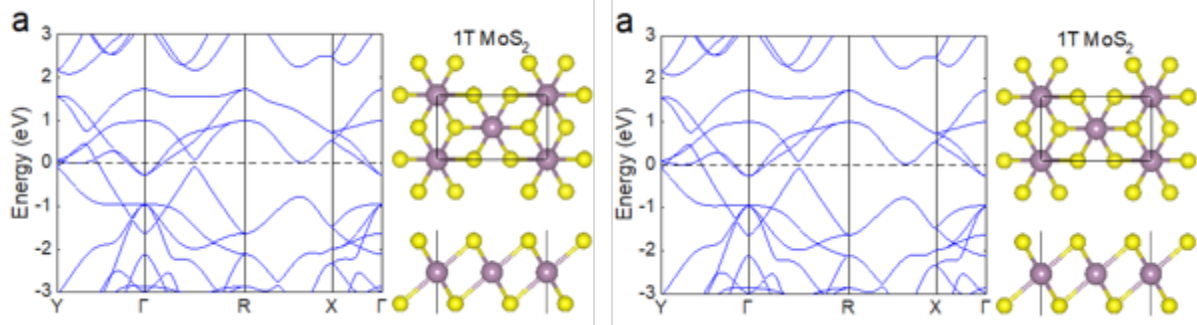 a
1T MoS₂
3
2
1
0
-1
-2
-3
Energy (eV)
Y Γ R X Γ
a
1T MoS₂
3
2
1
0
-1
-2
-3
Energy (eV)
Y Γ R X Γ